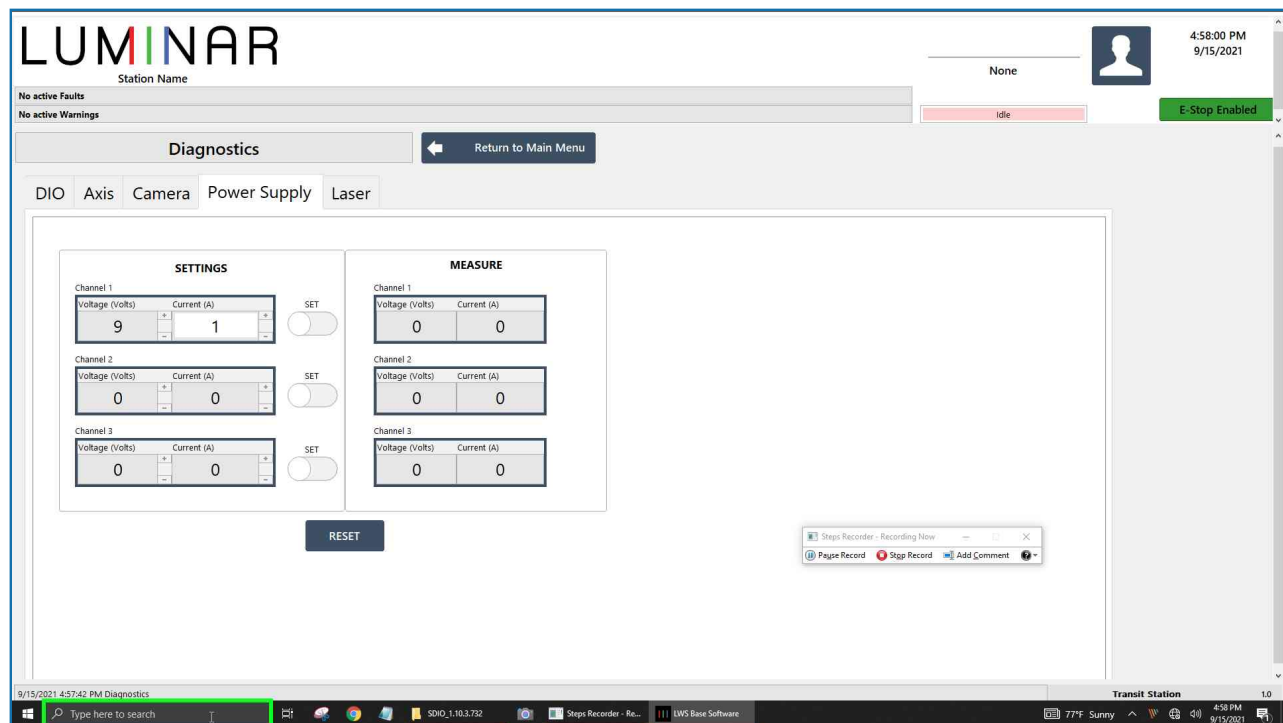 LUMINAR
Station Name
None
4:58:00 PM
9/15/2021
No active Faults
No active Warnings
Idle
E-Stop Enabled
Diagnostics
Return to Main Menu
DIO Axis Camera Power Supply Laser
SETTINGS
Channel 1
Voltage (Volts) Current (A) SET
9 + - 1 + -
Channel 2
Voltage (Volts) Current (A) SET
0 + - 0 + -
Channel 3
Voltage (Volts) Current (A) SET
0 + - 0 + -
MEASURE
Channel 1
Voltage (Volts) Current (A)
0 0
Channel 2
Voltage (Volts) Current (A)
0 0
Channel 3
Voltage (Volts) Current (A)
0 0
RESET
Steps Recorder - Recording Now
Pause Record Stop Record Add Comment ?
9/15/2021 4:57:42 PM Diagnostics
Transit Station 1.0
Type here to search
SDIO_1.10.3.732
Steps Recorder - Re...
LWS Base Software
77°F Sunny
4:58 PM
9/15/2021